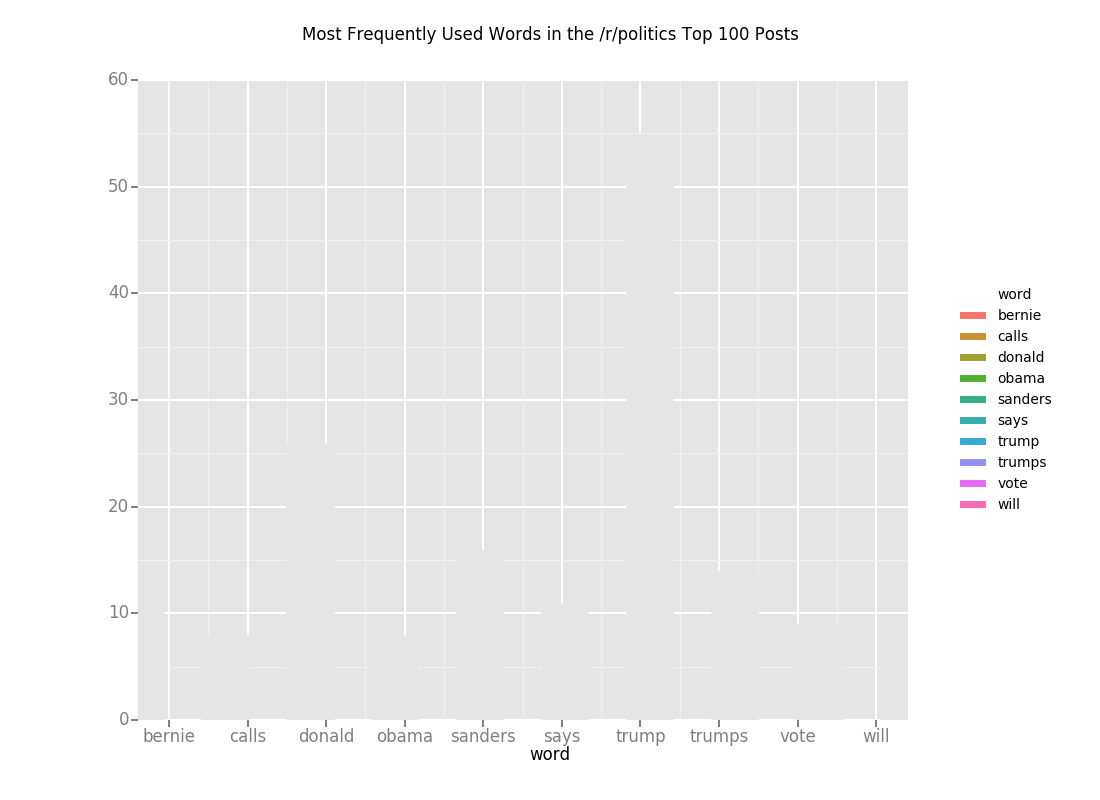 Most Frequently Used Words in the /r/politics Top 100 Posts
60
50
40
30
20
10
0
bernie calls donald obama sanders says trump trumps vote will
word
word
bernie
calls
donald
obama
sanders
says
trump
trumps
vote
will